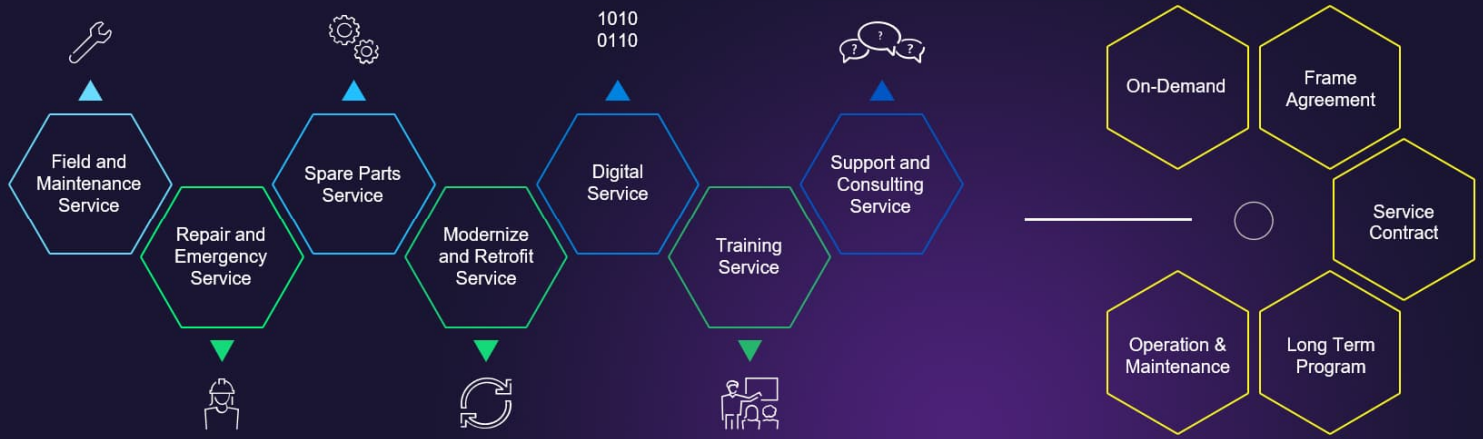 1010
0110
? ? ?
Field and
Maintenance
Service
Repair and
Emergency
Service
Spare Parts
Service
Modernize
and Retrofit
Service
Digital
Service
Training
Service
Support and
Consulting
Service
On-Demand
Frame
Agreement
Service
Contract
Long Term
Program
Operation &
Maintenance